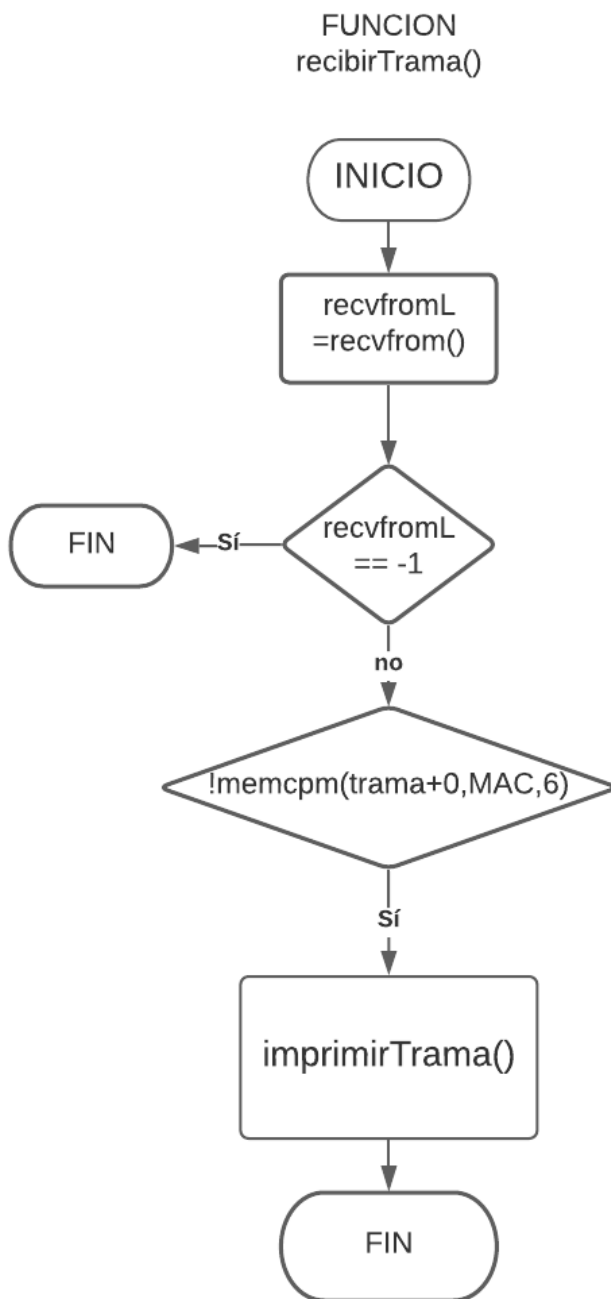 FUNCION
recibirTrama()
INICIO
recvfromL
=recvfrom()
recvfromL
== -1
Sí
FIN
no
!memcpm(trama+0,MAC,6)
Sí
imprimirTrama()
FIN